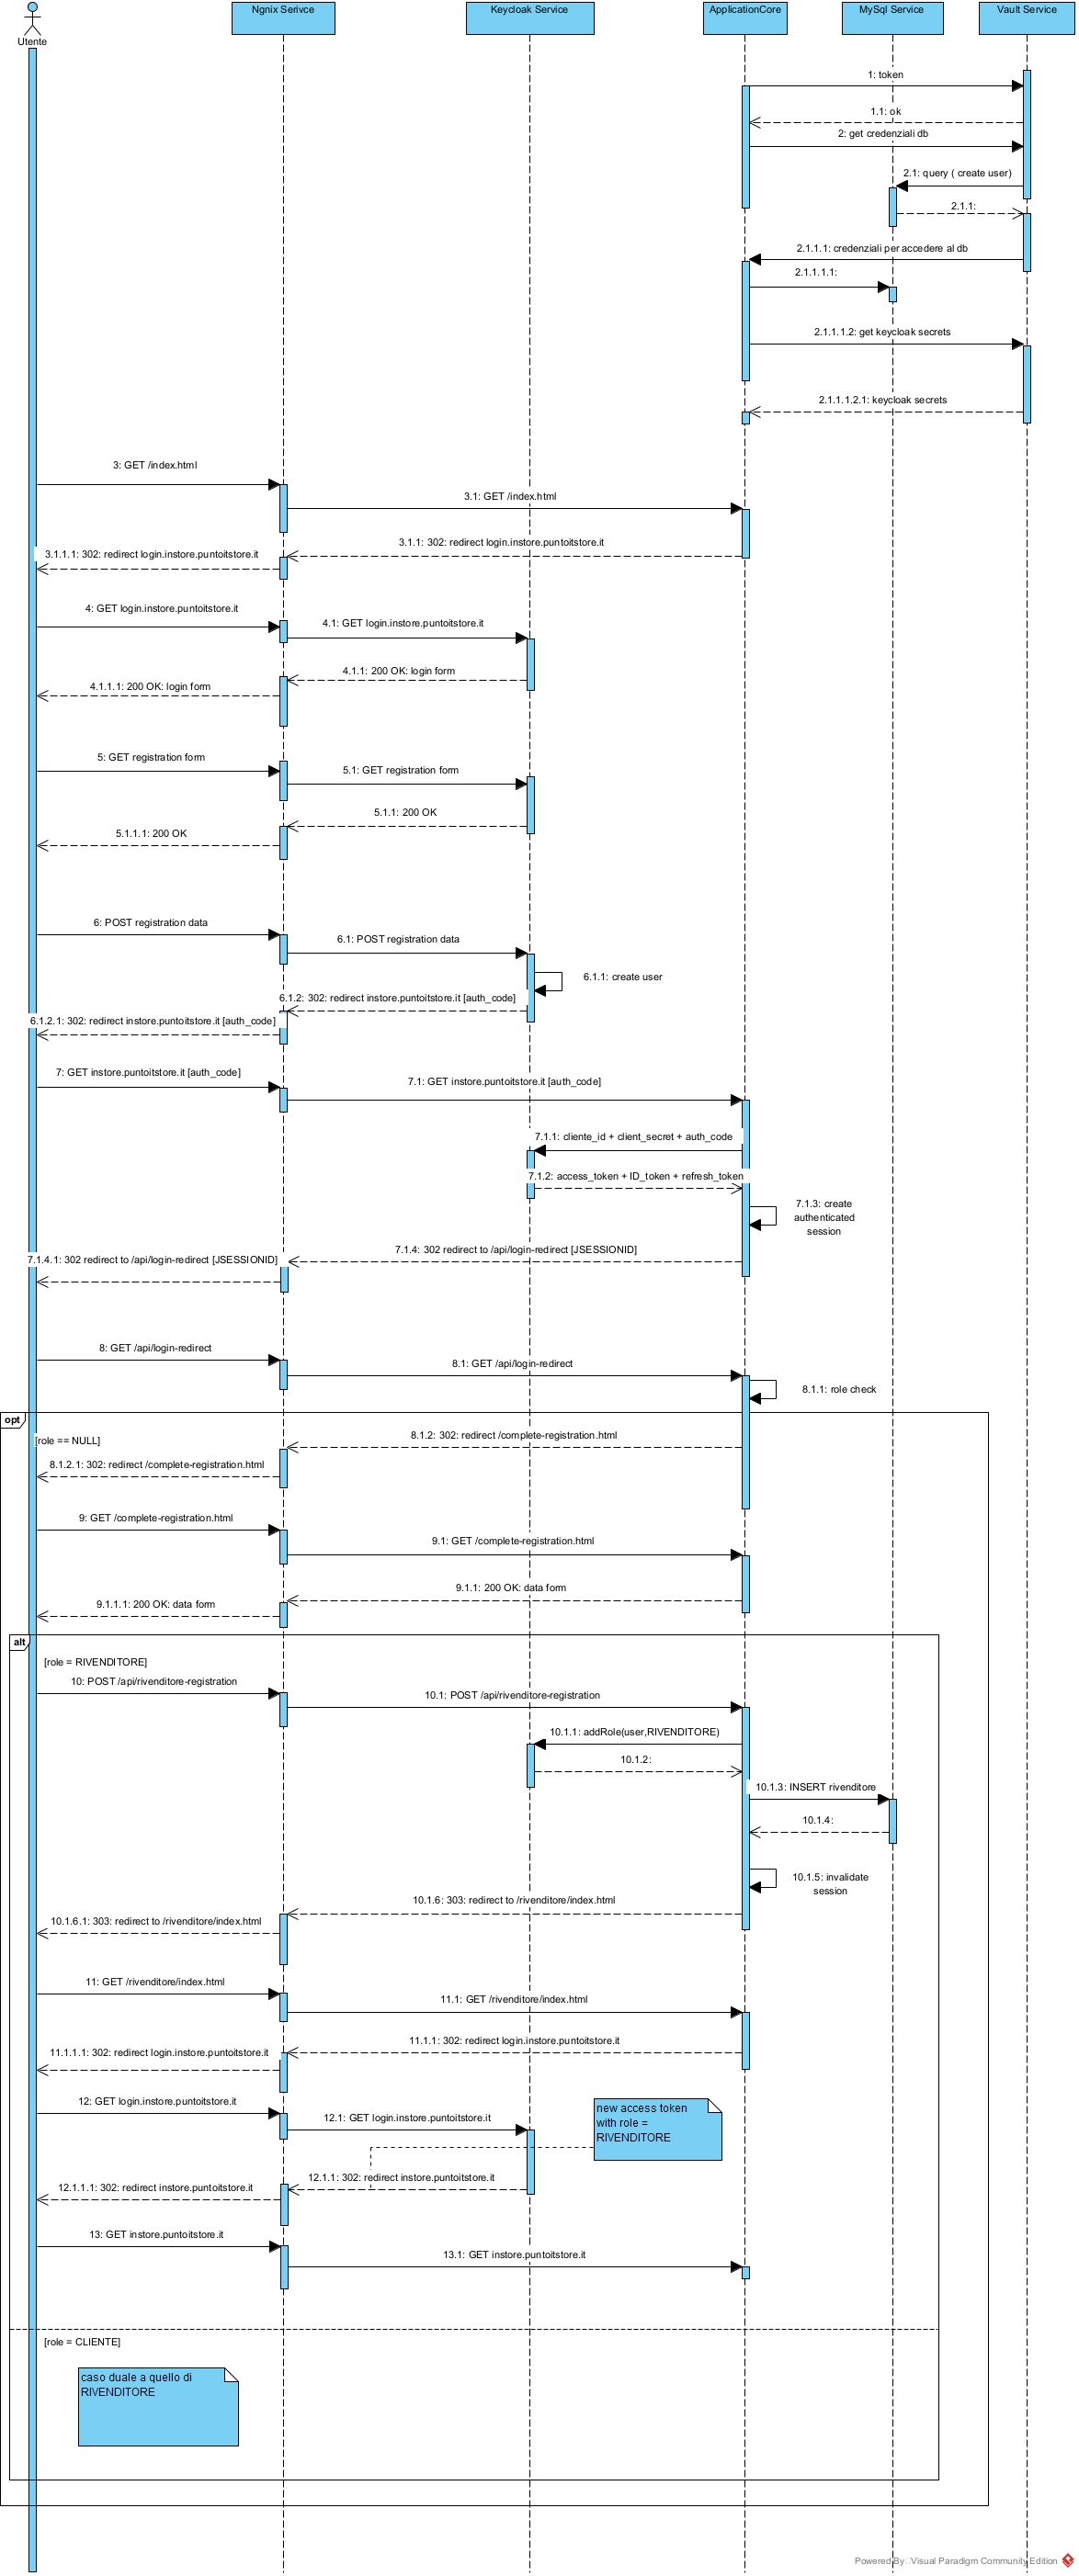 Utente
Ngnix Serivce
Keycloak Service
ApplicationCore
MySql Service
Vault Service
1: token
1.1: ok
2: get credenziali db
2.1: query ( create user)
2.1.1:
2.1.1.1: credenziali per accedere al db
2.1.1.1.1:
2.1.1.1.2: get keycloak secrets
2.1.1.1.2.1: keycloak secrets
3: GET /index.html
3.1: GET /index.html
3.1.1: 302: redirect login.instore.puntoitstore.it
3.1.1.1: 302: redirect login.instore.puntoitstore.it
4: GET login.instore.puntoitstore.it
4.1: GET login.instore.puntoitstore.it
4.1.1: 200 OK: login form
4.1.1.1: 200 OK: login form
5: GET registration form
5.1: GET registration form
5.1.1: 200 OK
5.1.1.1: 200 OK
6: POST registration data
6.1: POST registration data
6.1.1: create user
6.1.2: 302: redirect instore.puntoitstore.it [auth_code]
6.1.2.1: 302: redirect instore.puntoitstore.it [auth_code]
7: GET instore.puntoitstore.it [auth_code]
7.1: GET instore.puntoitstore.it [auth_code]
7.1.1: cliente_id + client_secret + auth_code
7.1.2: access_token + ID_token + refresh_token
7.1.3: create
authenticated
session
7.1.4: 302 redirect to /api/login-redirect [JSESSIONID]
7.1.4.1: 302 redirect to /api/login-redirect [JSESSIONID]
8: GET /api/login-redirect
8.1: GET /api/login-redirect
8.1.1: role check
opt
[role == NULL]
8.1.2: 302: redirect /complete-registration.html
8.1.2.1: 302: redirect /complete-registration.html
9: GET /complete-registration.html
9.1: GET /complete-registration.html
9.1.1: 200 OK: data form
9.1.1.1: 200 OK: data form
alt
[role = RIVENDITORE]
10: POST /api/rivenditore-registration
10.1: POST /api/rivenditore-registration
10.1.1: addRole(user,RIVENDITORE)
10.1.2:
10.1.3: INSERT rivenditore
10.1.4:
10.1.5: invalidate
session
10.1.6: 303: redirect to /rivenditore/index.html
10.1.6.1: 303: redirect to /rivenditore/index.html
11: GET /rivenditore/index.html
11.1: GET /rivenditore/index.html
11.1.1: 302: redirect login.instore.puntoitstore.it
11.1.1.1: 302: redirect login.instore.puntoitstore.it
12: GET login.instore.puntoitstore.it
12.1: GET login.instore.puntoitstore.it
new access token
with role =
RIVENDITORE
12.1.1: 302: redirect instore.puntoitstore.it
12.1.1.1: 302: redirect instore.puntoitstore.it
13: GET instore.puntoitstore.it
13.1: GET instore.puntoitstore.it
[role = CLIENTE]
caso duale a quello di
RIVENDITORE
Powered By Visual Paradigm Community Edition